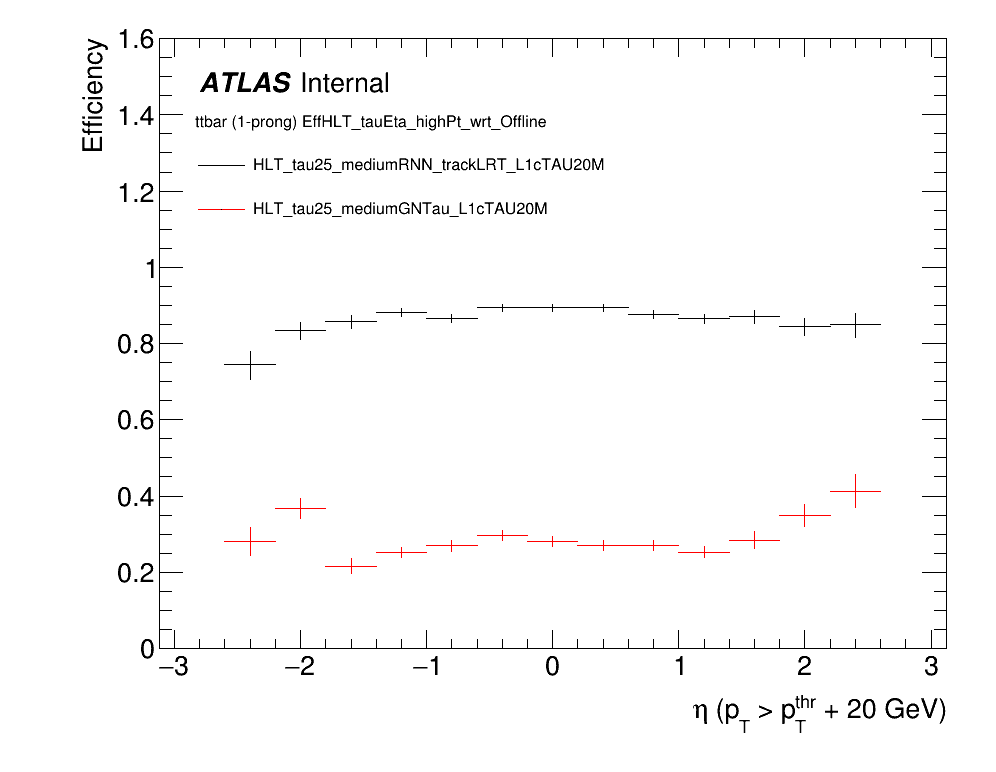 Efficiency
1.6
1.4
1.2
1
0.8
0.6
0.4
0.2
0
ATLAS Internal
ttbar (1-prong) EffHLT_tauEta_highPt_wrt_Offline
HLT_tau25_mediumRNN_trackLRT_L1cTAU20M
HLT_tau25_mediumGNTau_L1cTAU20M
−3 −2 −1 0 1 2 3
η (p_T > p_T^thr + 20 GeV)